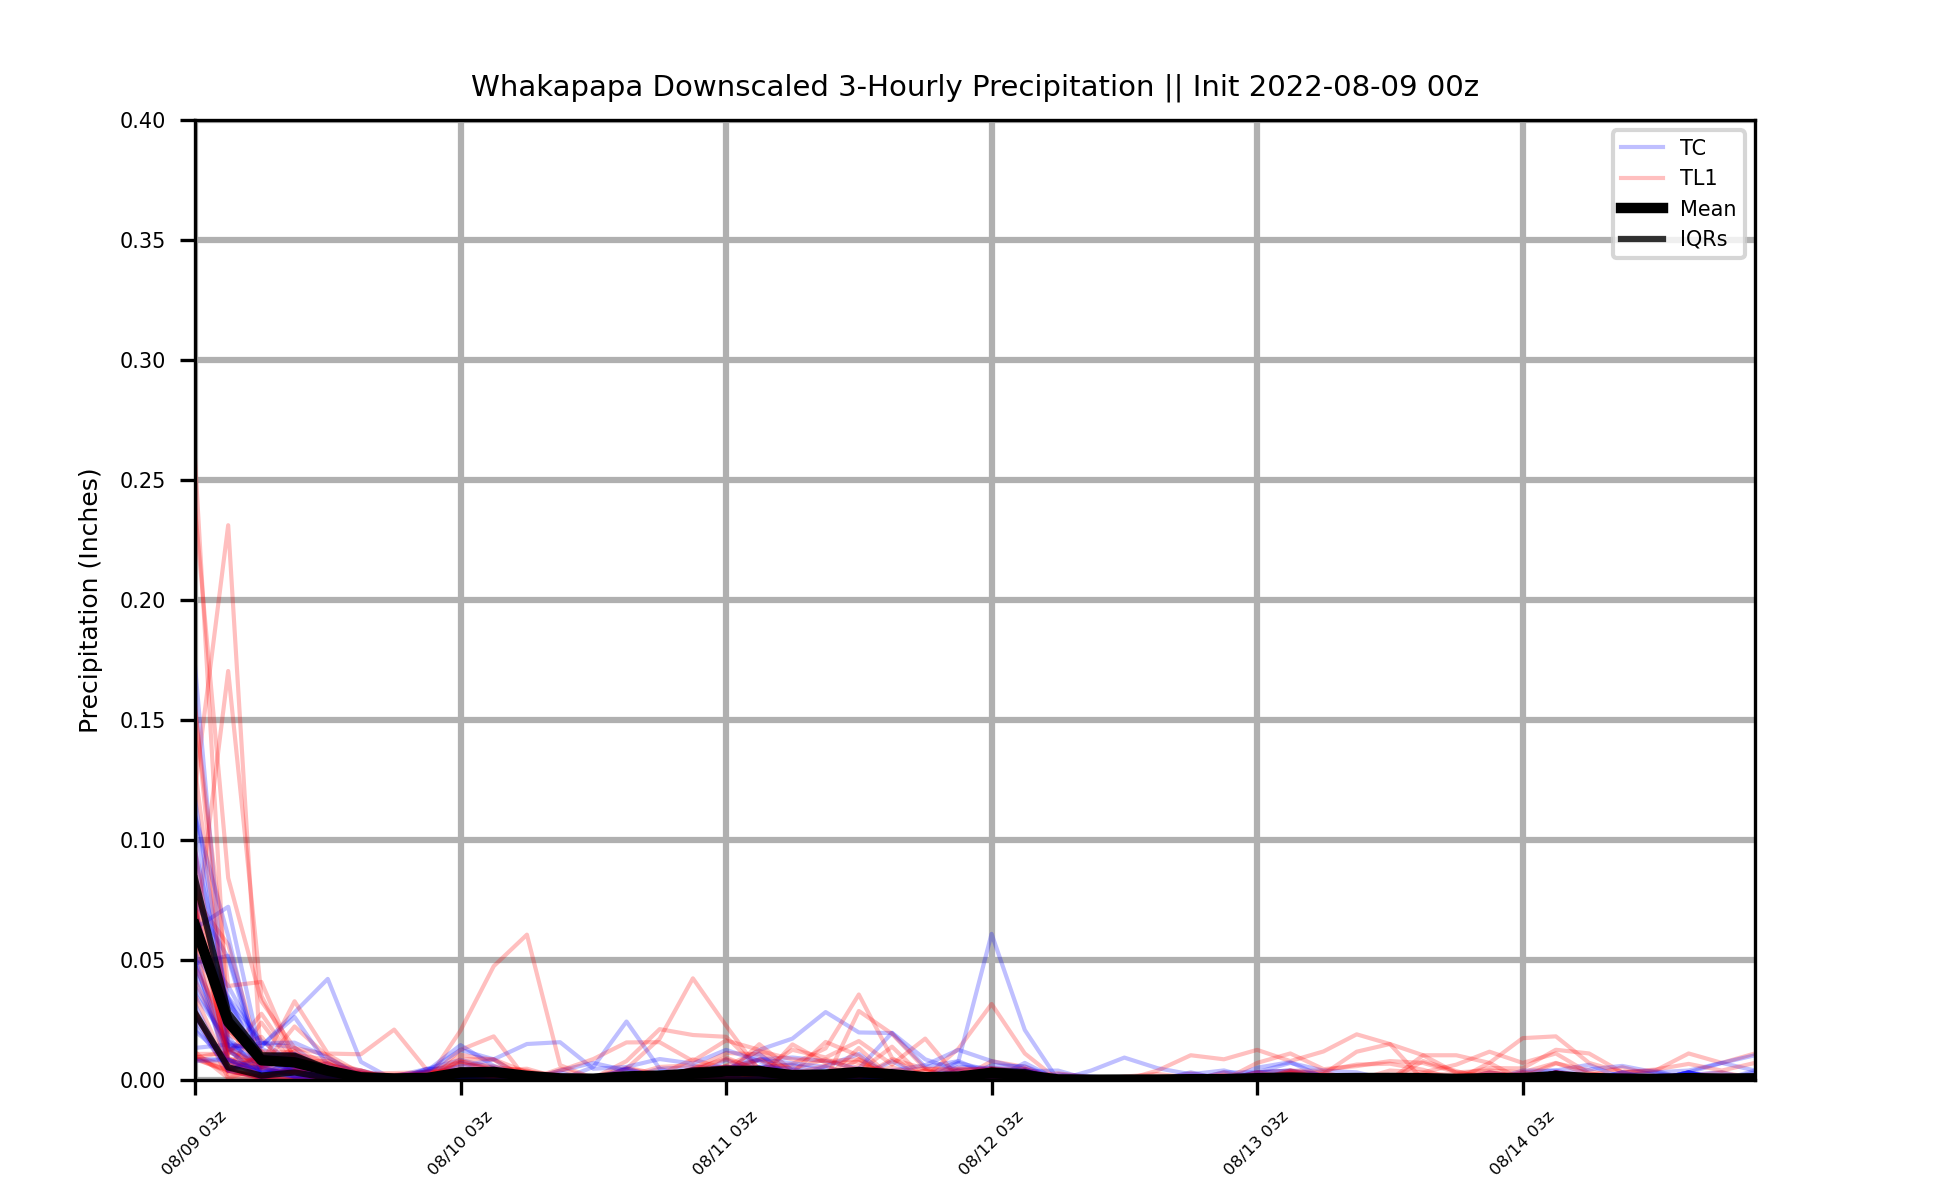 Whakapapa Downscaled 3-Hourly Precipitation || Init 2022-08-09 00z
Precipitation (Inches)
0.40
0.35
0.30
0.25
0.20
0.15
0.10
0.05
0.00
TC
TL1
Mean
IQRs
08/09 03z
08/10 03z
08/11 03z
08/12 03z
08/13 03z
08/14 03z